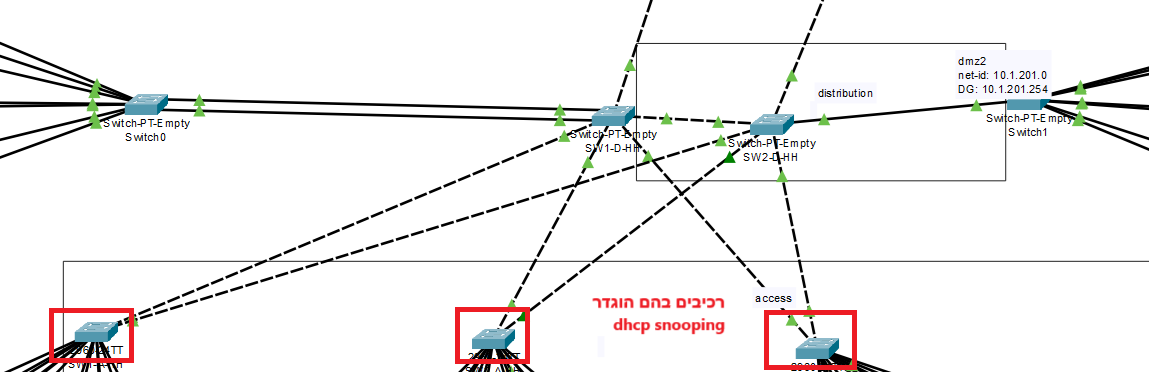 dmz2
net-id: 10.1.201.0
DG: 10.1.201.254
distribution
Switch-PT-Empty
Switch0
Switch-PT-Empty
SW1-D-HH
Switch-PT-Empty
SW2-D-HH
Switch-PT-Empty
Switch1
access
רכיבים בהם הוגדר
dhcp snooping